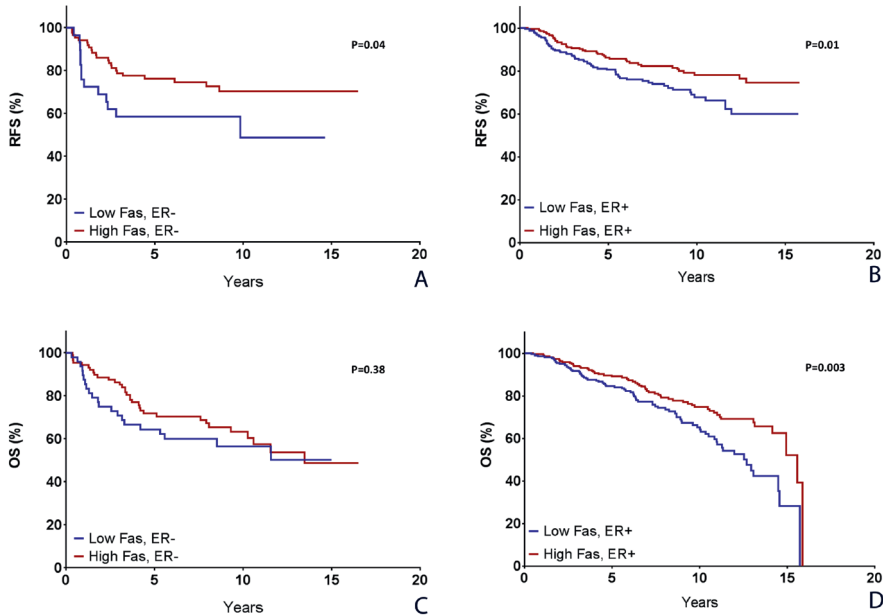 100
80
60
40
20
0
RFS (%)
P=0.04
Low Fas, ER-
High Fas, ER-
0 5 10 15 20
Years
A
100
80
60
40
20
0
RFS (%)
P=0.01
Low Fas, ER+
High Fas, ER+
0 5 10 15 20
Years
B
100
80
60
40
20
0
OS (%)
P=0.38
Low Fas, ER-
High Fas, ER-
0 5 10 15 20
Years
C
100
80
60
40
20
0
OS (%)
P=0.003
Low Fas, ER+
High Fas, ER+
0 5 10 15 20
Years
D